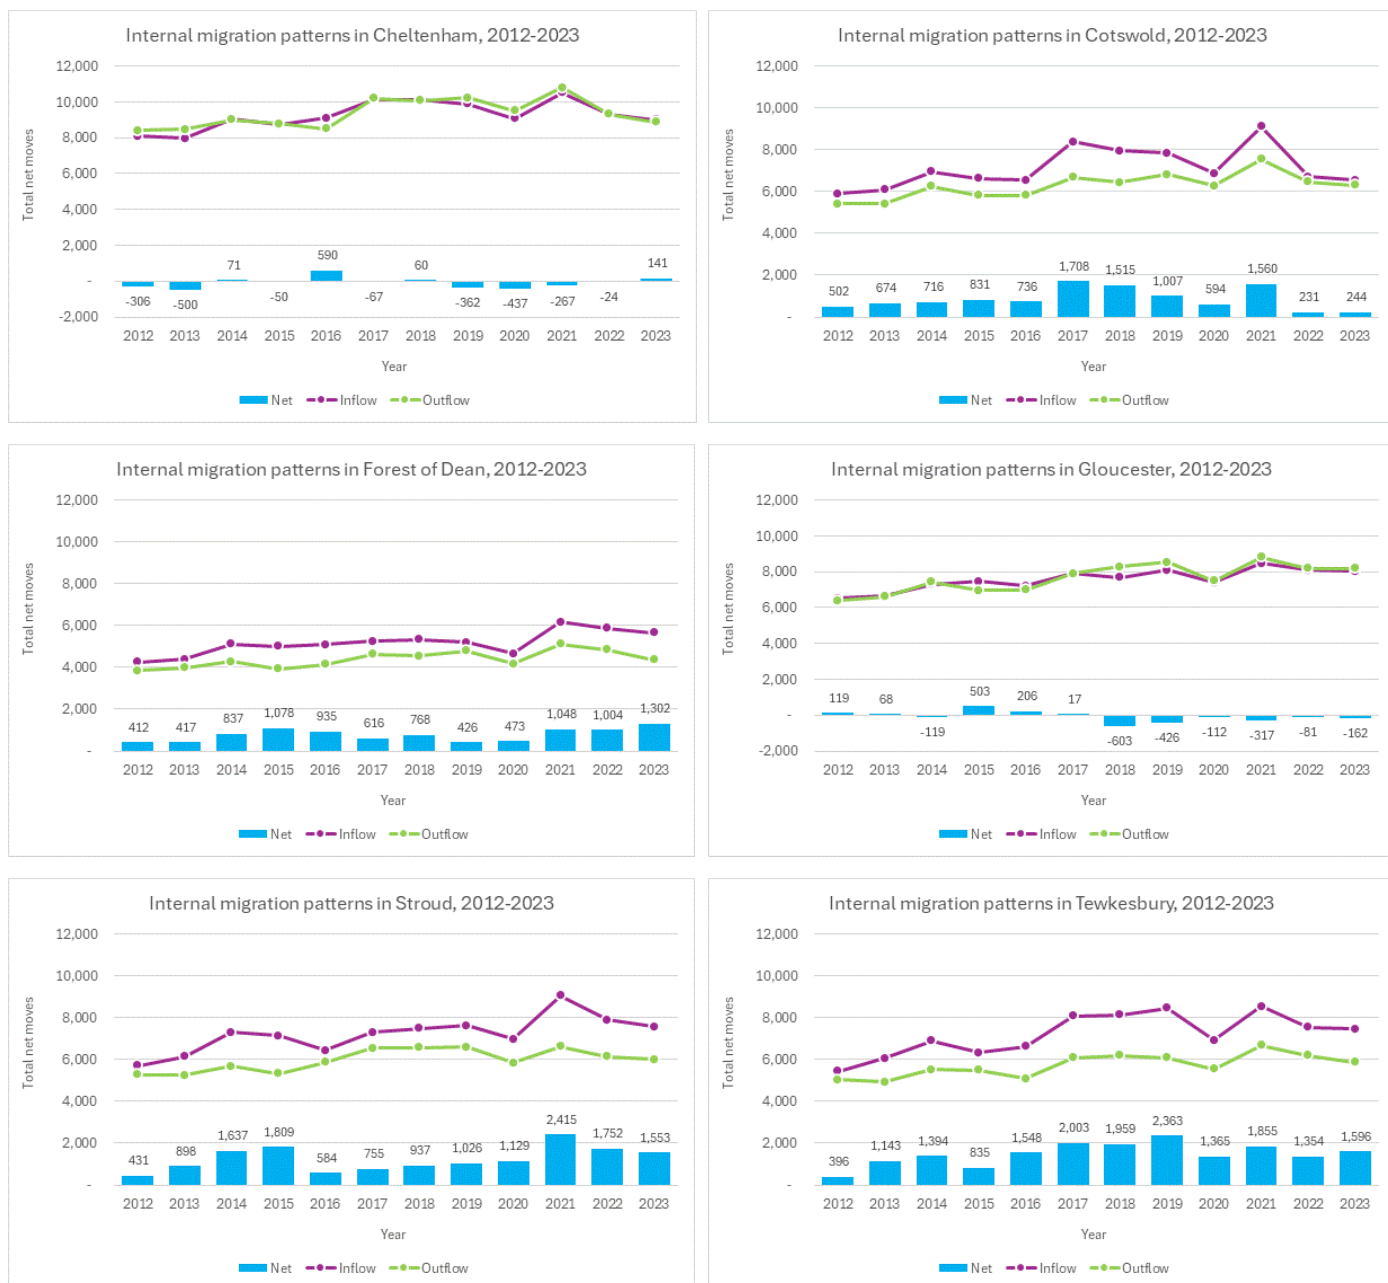 Internal migration patterns in Cheltenham, 2012-2023
Total net moves
12,000
10,000
8,000
6,000
4,000
2,000
-
-2,000
-306 -500 71 -50 590 -67 60 -362 -437 -267 -24 141
2012 2013 2014 2015 2016 2017 2018 2019 2020 2021 2022 2023
Year
Net Inflow Outflow
Internal migration patterns in Cotswold, 2012-2023
Total net moves
12,000
10,000
8,000
6,000
4,000
2,000
-
502 674 716 831 736 1,708 1,515 1,007 594 1,560 231 244
2012 2013 2014 2015 2016 2017 2018 2019 2020 2021 2022 2023
Year
Net Inflow Outflow
Internal migration patterns in Forest of Dean, 2012-2023
Total net moves
12,000
10,000
8,000
6,000
4,000
2,000
-
412 417 837 1,078 935 616 768 426 473 1,048 1,004 1,302
2012 2013 2014 2015 2016 2017 2018 2019 2020 2021 2022 2023
Year
Net Inflow Outflow
Internal migration patterns in Gloucester, 2012-2023
Total net moves
12,000
10,000
8,000
6,000
4,000
2,000
-
-2,000
119 68 -119 503 206 17 -603 -426 -112 -317 -81 -162
2012 2013 2014 2015 2016 2017 2018 2019 2020 2021 2022 2023
Year
Net Inflow Outflow
Internal migration patterns in Stroud, 2012-2023
Total net moves
12,000
10,000
8,000
6,000
4,000
2,000
-
431 898 1,637 1,809 584 755 937 1,026 1,129 2,415 1,752 1,553
2012 2013 2014 2015 2016 2017 2018 2019 2020 2021 2022 2023
Year
Net Inflow Outflow
Internal migration patterns in Tewkesbury, 2012-2023
Total net moves
12,000
10,000
8,000
6,000
4,000
2,000
-
396 1,143 1,394 835 1,548 2,003 1,959 2,363 1,365 1,855 1,354 1,596
2012 2013 2014 2015 2016 2017 2018 2019 2020 2021 2022 2023
Year
Net Inflow Outflow